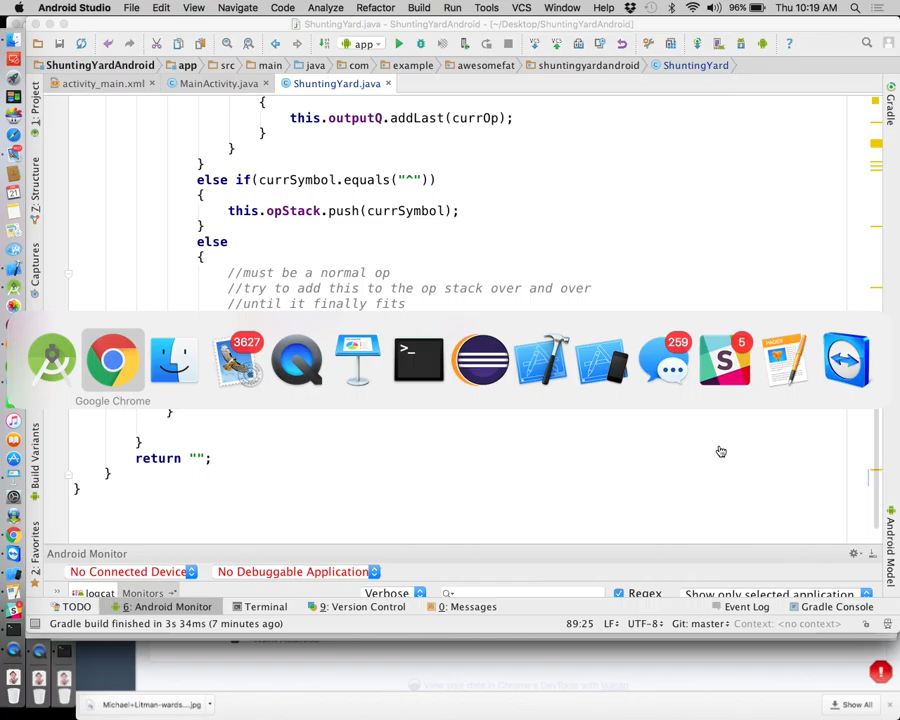 Android Studio File Edit View Navigate Code Analyze Refactor Build Run Tools VCS Window Help 96% Thu 10:19 AM
ShuntingYard.java - ShuntingYardAndroid - [~/Desktop/ShuntingYardAndroid]
app
ShuntingYardAndroid app src main java com example awesomefat shuntingyardandroid ShuntingYard
activity_main.xml MainActivity.java ShuntingYard.java
{
this.outputQ.addLast(currOp);
}
}
}
else if(currSymbol.equals("^"))
{
this.opStack.push(currSymbol);
}
else
{
//must be a normal op
//try to add this to the op stack over and over
//until it finally fits
3627
259
5
Google Chrome
}
}
return "";
}
}
1: Project
Z: Structure
Captures
Build Variants
2: Favorites
Gradle
Android Model
Android Monitor
No Connected Device No Debuggable Application
logcat Monitors Verbose Regex Show only selected application
TODO 6: Android Monitor Terminal 9: Version Control 0: Messages Event Log Gradle Console
Gradle build finished in 3s 34ms (7 minutes ago) 89:25 LF÷ UTF-8÷ Git: master÷ Context: <no context>
Michael+Litman-wards....jpg Show All